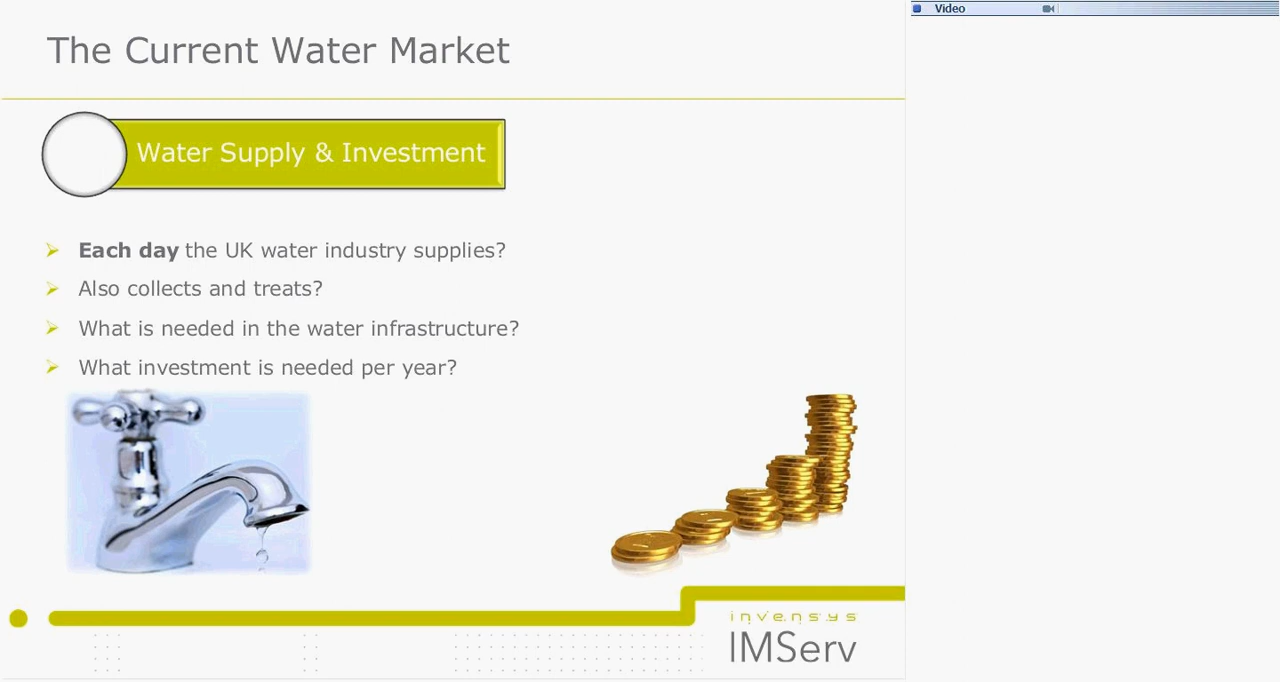 The Current Water Market
Video
Water Supply & Investment
Each day the UK water industry supplies?
Also collects and treats?
What is needed in the water infrastructure?
What investment is needed per year?
invensys
IMServ